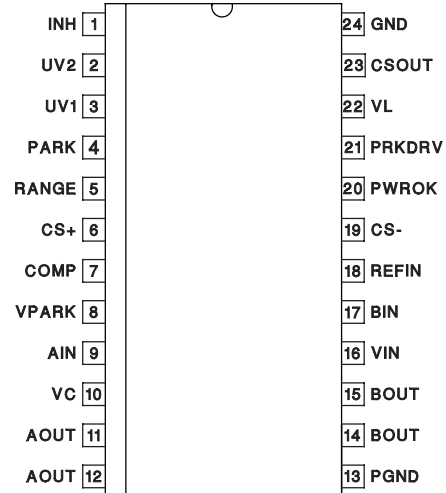 INH 1 24 GND
UV2 2 23 CSOUT
UV1 3 22 VL
PARK 4 21 PRKDRV
RANGE 5 20 PWROK
CS+ 6 19 CS-
COMP 7 18 REFIN
VPARK 8 17 BIN
AIN 9 16 VIN
VC 10 15 BOUT
AOUT 11 14 BOUT
AOUT 12 13 PGND